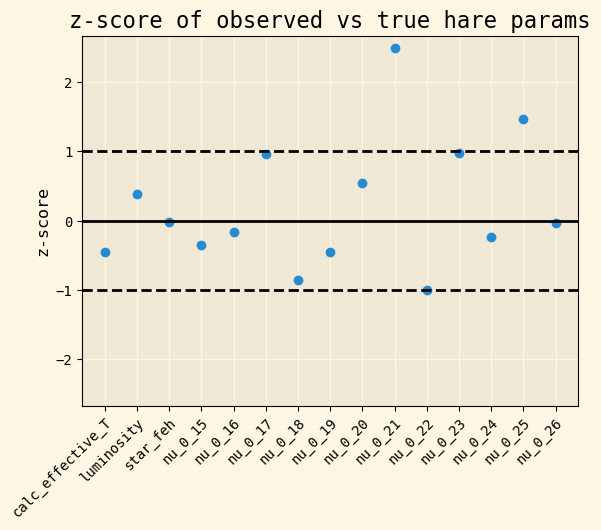 z-score of observed vs true hare params
z-score
2
1
0
−1
−2
calc_effective_T
luminosity
star_feh
nu_0_15
nu_0_16
nu_0_17
nu_0_18
nu_0_19
nu_0_20
nu_0_21
nu_0_22
nu_0_23
nu_0_24
nu_0_25
nu_0_26